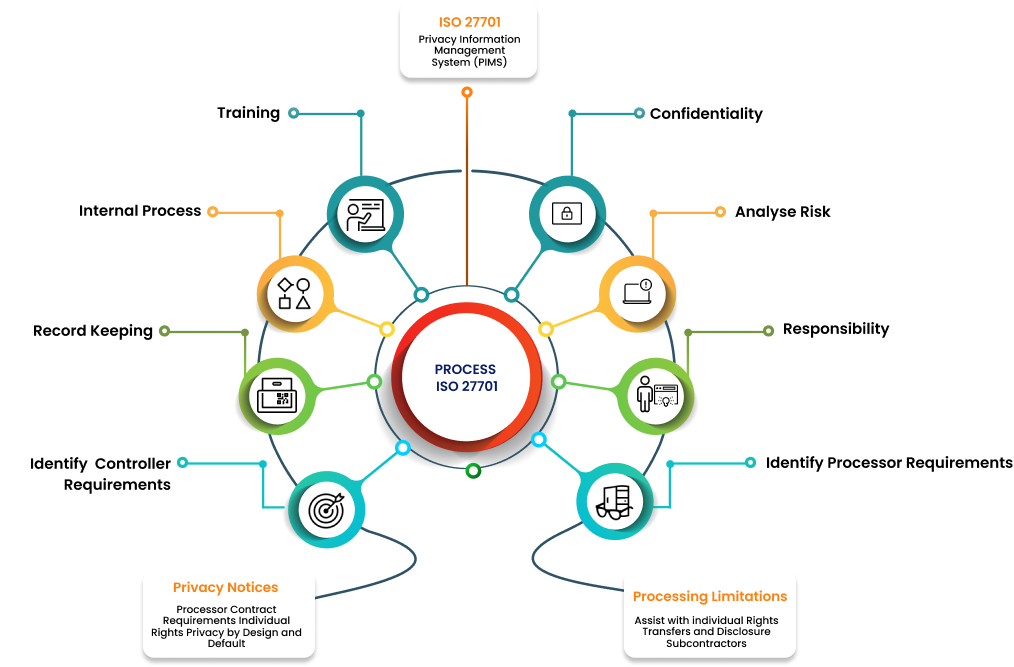 ISO 27701
Privacy Information
Management
System (PIMS)
Training
Confidentiality
Internal Process
Analyse Risk
Record Keeping
Responsibility
PROCESS
ISO 27701
Identify Controller
Requirements
Identify Processor Requirements
Privacy Notices
Processor Contract
Requirements Individual
Rights Privacy by Design and
Default
Processing Limitations
Assist with individual Rights
Transfers and Disclosure
Subcontractors